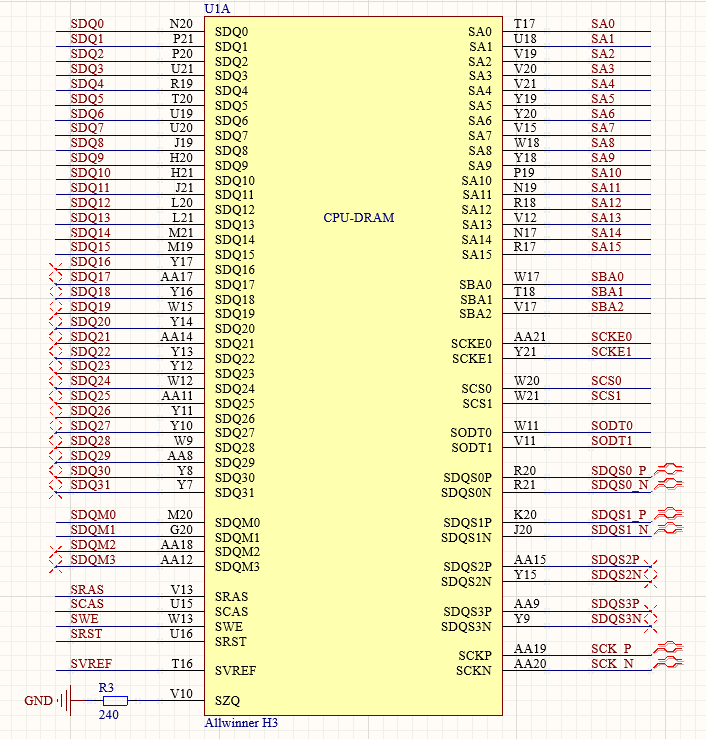 U1A
SDQ0 N20 SDQ0 SA0 T17 SA0
SDQ1 P21 SDQ1 SA1 U18 SA1
SDQ2 P20 SDQ2 SA2 V19 SA2
SDQ3 U21 SDQ3 SA3 V20 SA3
SDQ4 R19 SDQ4 SA4 V21 SA4
SDQ5 T20 SDQ5 SA5 Y19 SA5
SDQ6 U19 SDQ6 SA6 Y20 SA6
SDQ7 U20 SDQ7 SA7 V15 SA7
SDQ8 J19 SDQ8 SA8 W18 SA8
SDQ9 H20 SDQ9 SA9 Y18 SA9
SDQ10 H21 SDQ10 SA10 P19 SA10
SDQ11 J21 SDQ11 SA11 N19 SA11
SDQ12 L20 SDQ12 SA12 R18 SA12
SDQ13 L21 SDQ13 CPU-DRAM SA13 V12 SA13
SDQ14 M21 SDQ14 SA14 N17 SA14
SDQ15 M19 SDQ15 SA15 R17 SA15
SDQ16 Y17 SDQ16
SDQ17 AA17 SDQ17 SBA0 W17 SBA0
SDQ18 Y16 SDQ18 SBA1 T18 SBA1
SDQ19 W15 SDQ19 SBA2 V17 SBA2
SDQ20 Y14 SDQ20
SDQ21 AA14 SDQ21 SCKE0 AA21 SCKE0
SDQ22 Y13 SDQ22 SCKE1 Y21 SCKE1
SDQ23 Y12 SDQ23
SDQ24 W12 SDQ24 SCS0 W20 SCS0
SDQ25 AA11 SDQ25 SCS1 W21 SCS1
SDQ26 Y11 SDQ26
SDQ27 Y10 SDQ27 SODT0 W11 SODT0
SDQ28 W9 SDQ28 SODT1 V11 SODT1
SDQ29 AA8 SDQ29
SDQ30 Y8 SDQ30 SDQS0P R20 SDQS0_P
SDQ31 Y7 SDQ31 SDQS0N R21 SDQS0_N
SDQM0 M20 SDQM0 SDQS1P K20 SDQS1_P
SDQM1 G20 SDQM1 SDQS1N J20 SDQS1_N
SDQM2 AA18 SDQM2
SDQM3 AA12 SDQM3 SDQS2P AA15 SDQS2P
SDQS2N Y15 SDQS2N
SRAS V13 SRAS
SCAS U15 SCAS SDQS3P AA9 SDQS3P
SWE W13 SWE SDQS3N Y9 SDQS3N
SRST U16 SRST
SCKP AA19 SCK_P
SVREF T16 SVREF SCKN AA20 SCK_N
R3
GND V10 SZQ
240
Allwinner H3